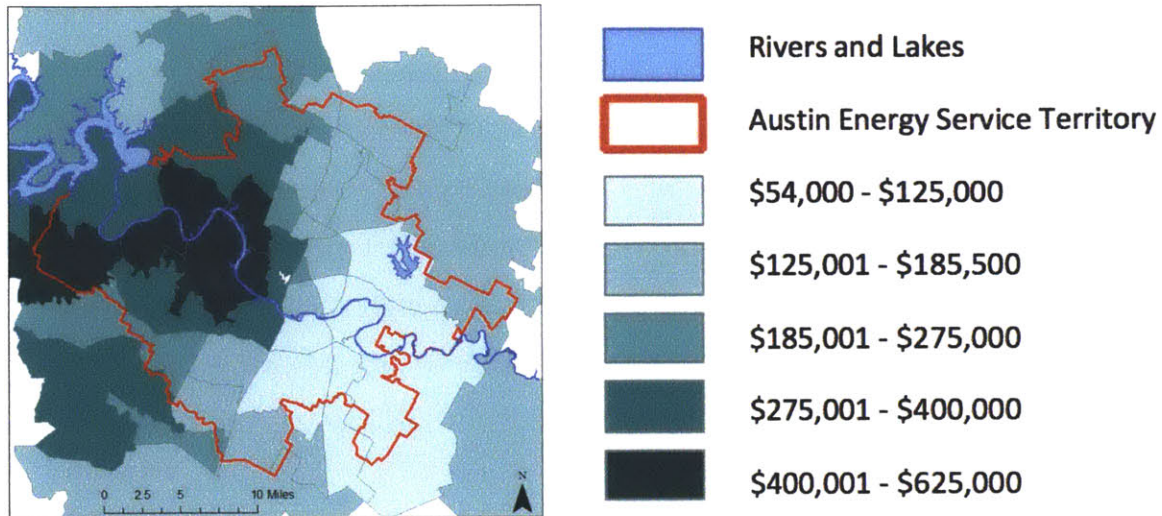 Rivers and Lakes
Austin Energy Service Territory
$54,000 - $125,000
$125,001 - $185,500
$185,001 - $275,000
$275,001 - $400,000
$400,001 - $625,000
N
0 2.5 5 10 Miles